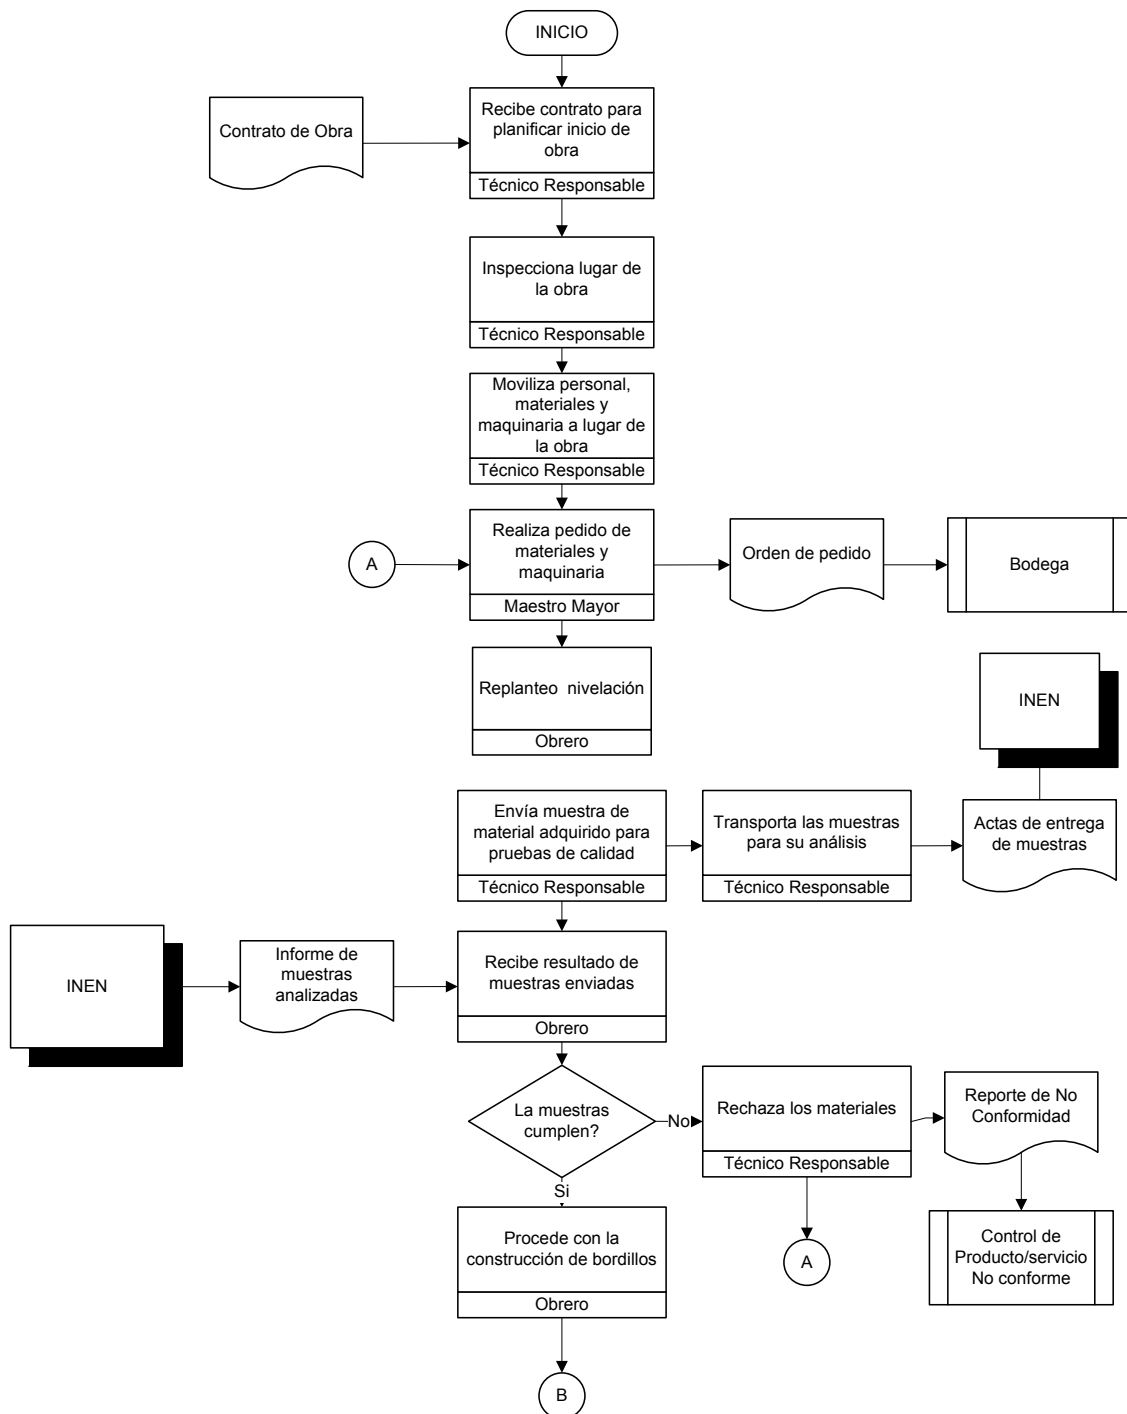 INICIO
Contrato de Obra
Recibe contrato para
planificar inicio de
obra
Técnico Responsable
Inspecciona lugar de
la obra
Técnico Responsable
Moviliza personal,
materiales y
maquinaria a lugar de
la obra
Técnico Responsable
A
Realiza pedido de
materiales y
maquinaria
Maestro Mayor
Orden de pedido
Bodega
Replanteo nivelación
Obrero
INEN
Envía muestra de
material adquirido para
pruebas de calidad
Técnico Responsable
Transporta las muestras
para su análisis
Técnico Responsable
Actas de entrega
de muestras
INEN
Informe de
muestras
analizadas
Recibe resultado de
muestras enviadas
Obrero
La muestras
cumplen?
No
Rechaza los materiales
Técnico Responsable
Reporte de No
Conformidad
Si
Procede con la
construcción de bordillos
Obrero
A
Control de
Producto/servicio
No conforme
B